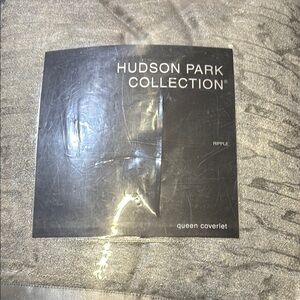 HUDSON PARK
COLLECTION®
RIPPLE
queen coverlet